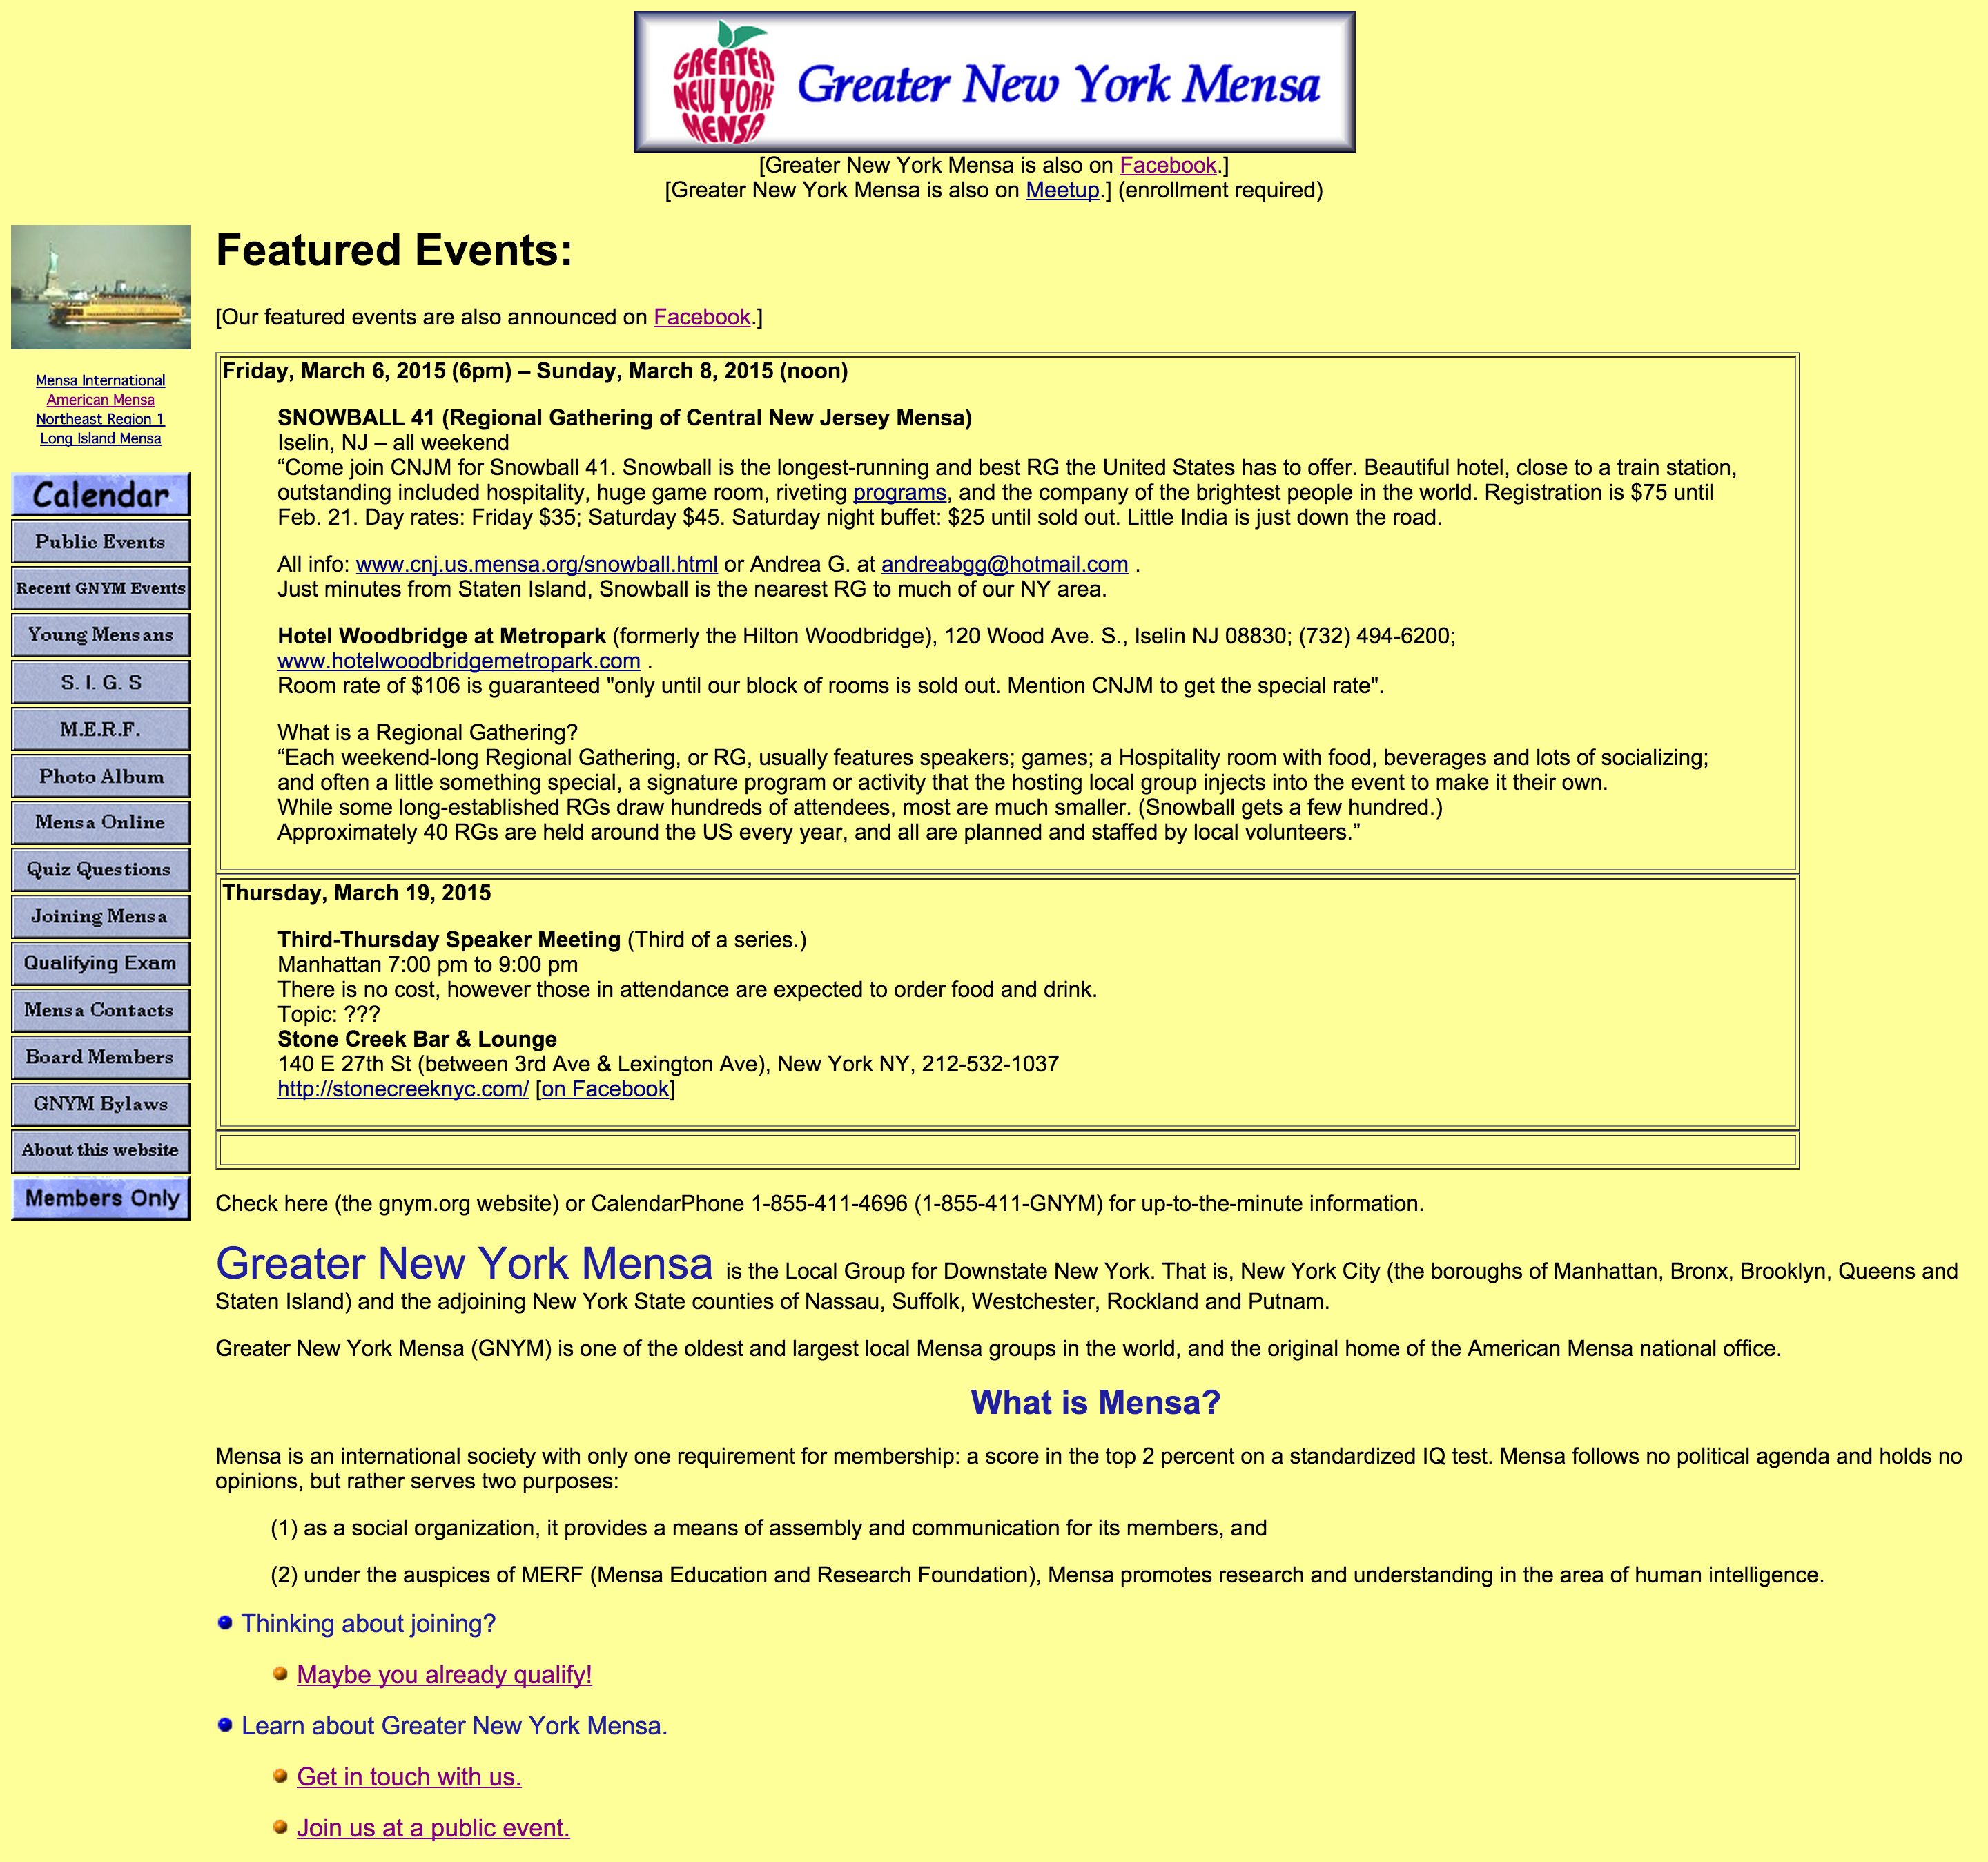 GREATER
NEW YORK
MENSA
Greater New York Mensa
[Greater New York Mensa is also on Facebook.]
[Greater New York Mensa is also on Meetup.] (enrollment required)
Mensa International
American Mensa
Northeast Region 1
Long Island Mensa
Calendar
Public Events
Recent GNYM Events
Young Mensans
S. I. G. S
M.E.R.F.
Photo Album
Mensa Online
Quiz Questions
Joining Mensa
Qualifying Exam
Mensa Contacts
Board Members
GNYM Bylaws
About this website
Members Only
Featured Events:
[Our featured events are also announced on Facebook.]
Friday, March 6, 2015 (6pm) – Sunday, March 8, 2015 (noon)
SNOWBALL 41 (Regional Gathering of Central New Jersey Mensa)
Iselin, NJ – all weekend
“Come join CNJM for Snowball 41. Snowball is the longest-running and best RG the United States has to offer. Beautiful hotel, close to a train station,
outstanding included hospitality, huge game room, riveting programs, and the company of the brightest people in the world. Registration is $75 until
Feb. 21. Day rates: Friday $35; Saturday $45. Saturday night buffet: $25 until sold out. Little India is just down the road.
All info: www.cnj.us.mensa.org/snowball.html or Andrea G. at andreabgg@hotmail.com .
Just minutes from Staten Island, Snowball is the nearest RG to much of our NY area.
Hotel Woodbridge at Metropark (formerly the Hilton Woodbridge), 120 Wood Ave. S., Iselin NJ 08830; (732) 494-6200;
www.hotelwoodbridgemetropark.com .
Room rate of $106 is guaranteed "only until our block of rooms is sold out. Mention CNJM to get the special rate".
What is a Regional Gathering?
“Each weekend-long Regional Gathering, or RG, usually features speakers; games; a Hospitality room with food, beverages and lots of socializing;
and often a little something special, a signature program or activity that the hosting local group injects into the event to make it their own.
While some long-established RGs draw hundreds of attendees, most are much smaller. (Snowball gets a few hundred.)
Approximately 40 RGs are held around the US every year, and all are planned and staffed by local volunteers.”
Thursday, March 19, 2015
Third-Thursday Speaker Meeting (Third of a series.)
Manhattan 7:00 pm to 9:00 pm
There is no cost, however those in attendance are expected to order food and drink.
Topic: ???
Stone Creek Bar & Lounge
140 E 27th St (between 3rd Ave & Lexington Ave), New York NY, 212-532-1037
http://stonecreeknyc.com/ [on Facebook]
Check here (the gnym.org website) or CalendarPhone 1-855-411-4696 (1-855-411-GNYM) for up-to-the-minute information.
Greater New York Mensa is the Local Group for Downstate New York. That is, New York City (the boroughs of Manhattan, Bronx, Brooklyn, Queens and
Staten Island) and the adjoining New York State counties of Nassau, Suffolk, Westchester, Rockland and Putnam.
Greater New York Mensa (GNYM) is one of the oldest and largest local Mensa groups in the world, and the original home of the American Mensa national office.
What is Mensa?
Mensa is an international society with only one requirement for membership: a score in the top 2 percent on a standardized IQ test. Mensa follows no political agenda and holds no
opinions, but rather serves two purposes:
(1) as a social organization, it provides a means of assembly and communication for its members, and
(2) under the auspices of MERF (Mensa Education and Research Foundation), Mensa promotes research and understanding in the area of human intelligence.
Thinking about joining?
Maybe you already qualify!
Learn about Greater New York Mensa.
Get in touch with us.
Join us at a public event.